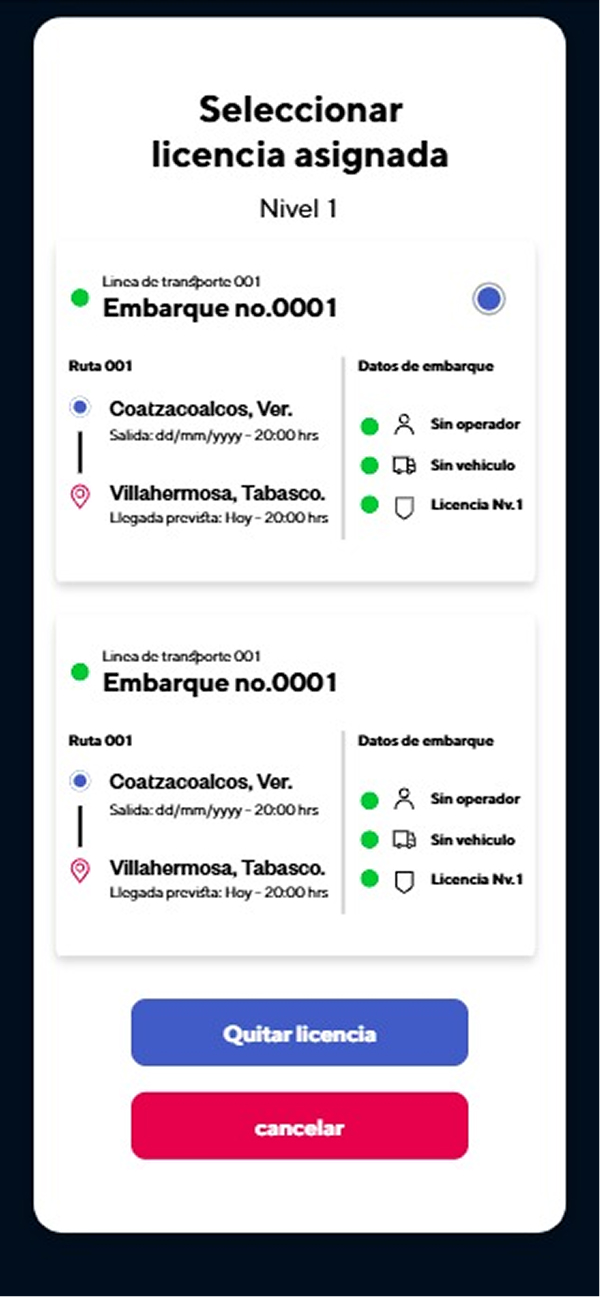 Seleccionar
licencia asignada
Nivel 1
Linea de transporte 001
Embarque no.0001
Ruta 001
Coatzacoalcos, Ver.
Salida: dd/mm/yyyy - 20:00 hrs
Villahermosa, Tabasco.
Llegada prevista: Hoy - 20:00 hrs
Datos de embarque
Sin operador
Sin vehiculo
Licencia Nv.1
Linea de transporte 001
Embarque no.0001
Ruta 001
Coatzacoalcos, Ver.
Salida: dd/mm/yyyy - 20:00 hrs
Villahermosa, Tabasco.
Llegada prevista: Hoy - 20:00 hrs
Datos de embarque
Sin operador
Sin vehiculo
Licencia Nv.1
Quitar licencia
cancelar